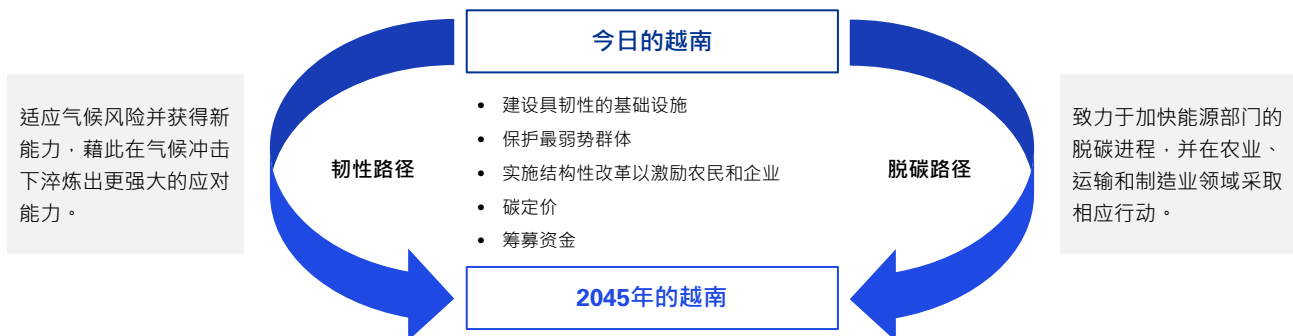 今日的越南
适应气候风险并获得新
能力，藉此在气候冲击
下淬炼出更强大的应对
能力。
韧性路径
• 建设具韧性的基础设施
• 保护最弱势群体
• 实施结构性改革以激励农民和企业
• 碳定价
• 筹募资金
脱碳路径
致力于加快能源部门的
脱碳进程，并在农业、
运输和制造业领域采取
相应行动。
2045年的越南